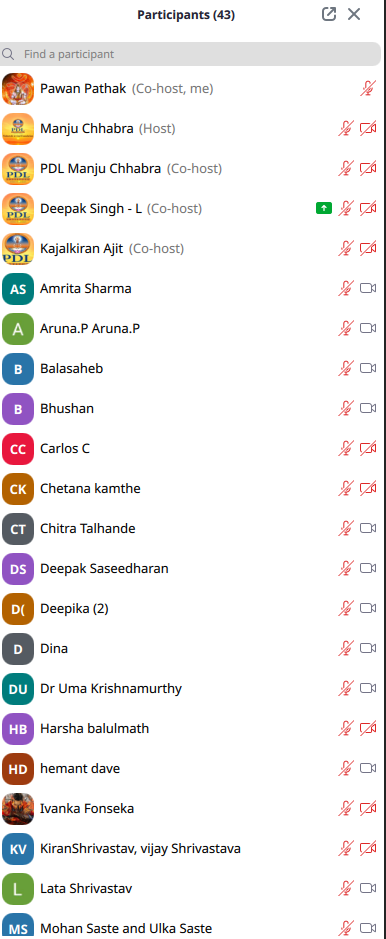 Participants (43)
Find a participant
Pawan Pathak (Co-host, me)
Manju Chhabra (Host)
PDL PDL Manju Chhabra (Co-host)
PDL Deepak Singh - L (Co-host)
PDL Kajalkiran Ajit (Co-host)
AS Amrita Sharma
A Aruna.P Aruna.P
B Balasaheb
B Bhushan
CC Carlos C
CK Chetana kamthe
CT Chitra Talhande
DS Deepak Saseedharan
D( Deepika (2)
D Dina
DU Dr Uma Krishnamurthy
HB Harsha balulmath
HD hemant dave
Ivanka Fonseka
KV KiranShrivastava, vijay Shrivastava
L Lata Shrivastav
MS Mohan Saste and Ulka Saste